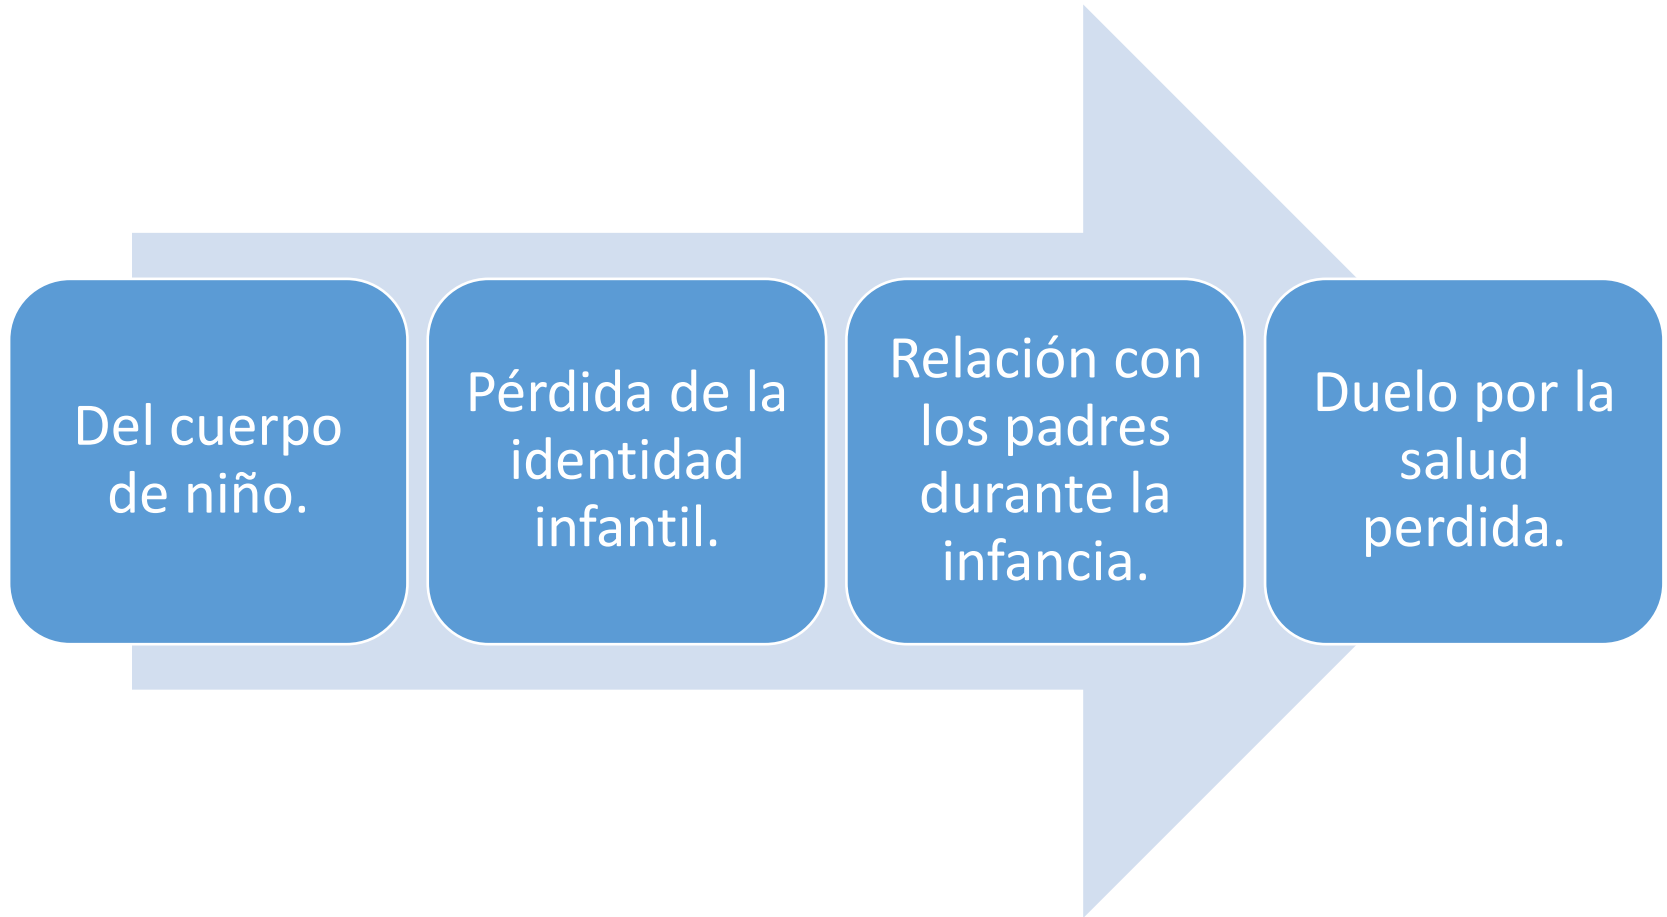 Del cuerpo
de niño.
Pérdida de la
identidad
infantil.
Relación con
los padres
durante la
infancia.
Duelo por la
salud
perdida.